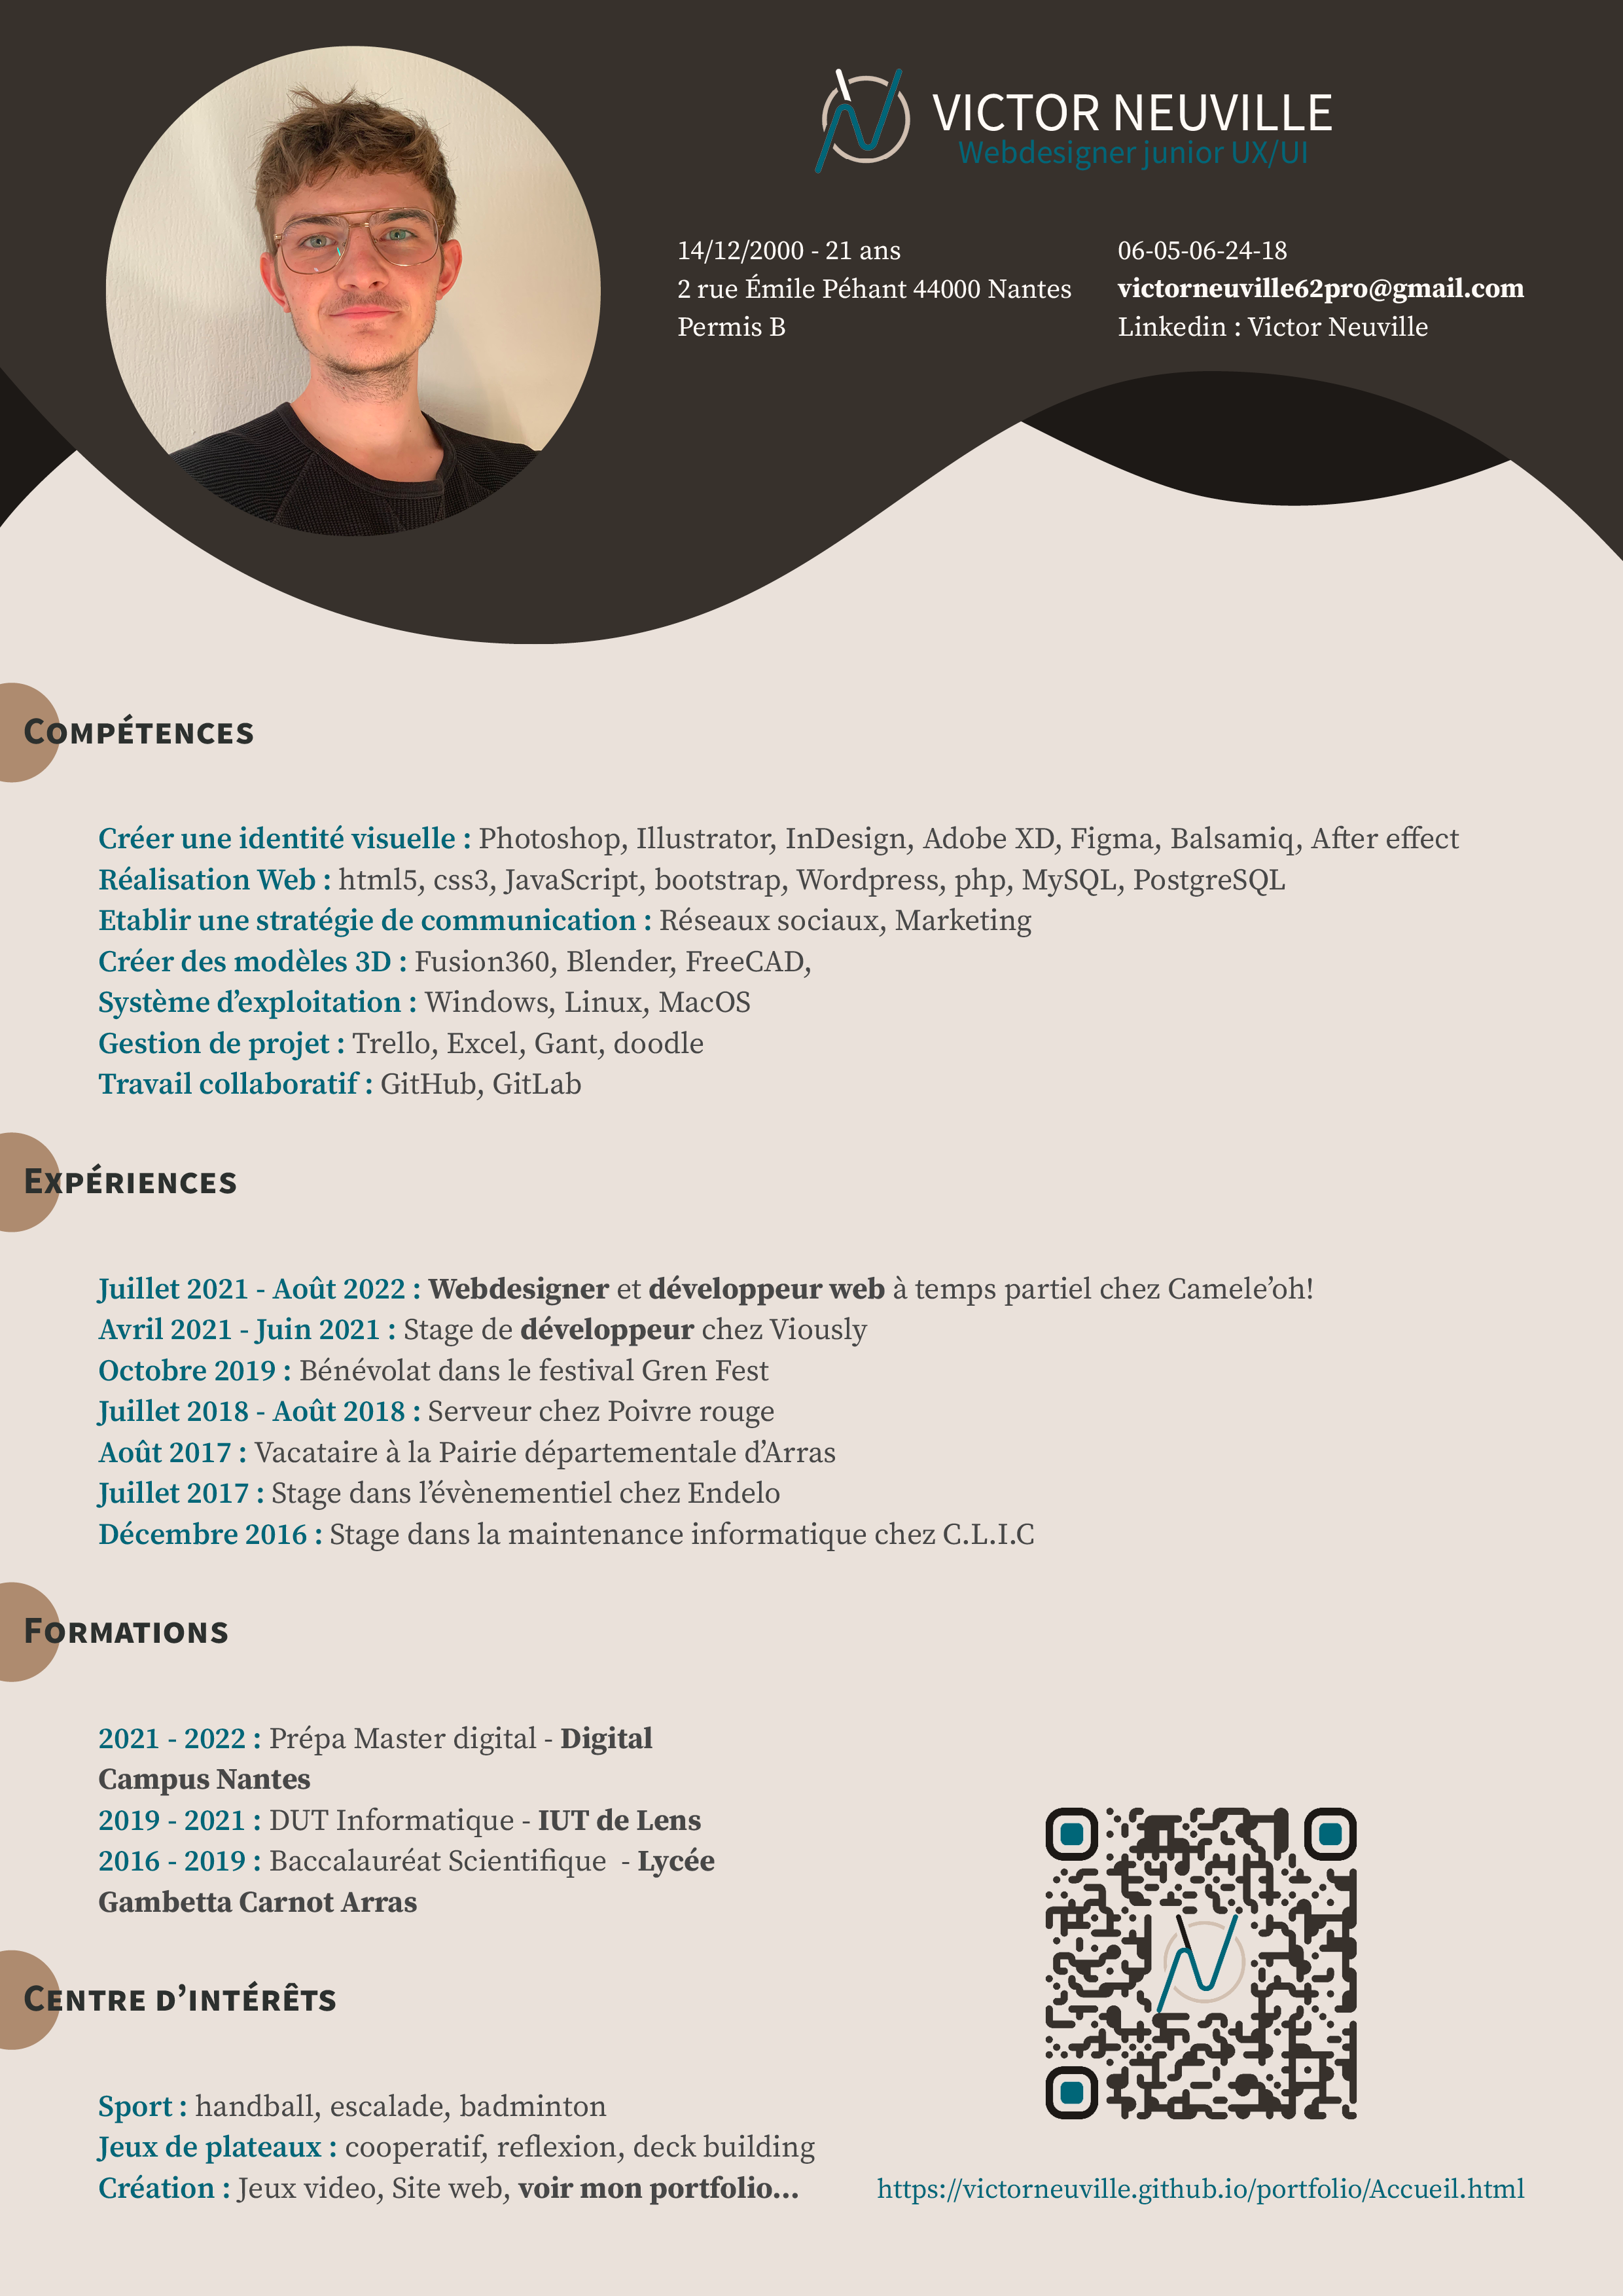 VICTOR NEUVILLE
Webdesigner junior UX/UI
14/12/2000 - 21 ans
2 rue Émile Péhant 44000 Nantes
Permis B
06-05-06-24-18
victorneuville62pro@gmail.com
Linkedin : Victor Neuville
Compétences
Créer une identité visuelle : Photoshop, Illustrator, InDesign, Adobe XD, Figma, Balsamiq, After effect
Réalisation Web : html5, css3, JavaScript, bootstrap, Wordpress, php, MySQL, PostgreSQL
Etablir une stratégie de communication : Réseaux sociaux, Marketing
Créer des modèles 3D : Fusion360, Blender, FreeCAD,
Système d’exploitation : Windows, Linux, MacOS
Gestion de projet : Trello, Excel, Gant, doodle
Travail collaboratif : GitHub, GitLab
Expériences
Juillet 2021 - Août 2022 : Webdesigner et développeur web à temps partiel chez Camele’oh!
Avril 2021 - Juin 2021 : Stage de développeur chez Viously
Octobre 2019 : Bénévolat dans le festival Gren Fest
Juillet 2018 - Août 2018 : Serveur chez Poivre rouge
Août 2017 : Vacataire à la Pairie départementale d’Arras
Juillet 2017 : Stage dans l’évènementiel chez Endelo
Décembre 2016 : Stage dans la maintenance informatique chez C.L.I.C
Formations
2021 - 2022 : Prépa Master digital - Digital
Campus Nantes
2019 - 2021 : DUT Informatique - IUT de Lens
2016 - 2019 : Baccalauréat Scientifique - Lycée
Gambetta Carnot Arras
Centre d’intérêts
Sport : handball, escalade, badminton
Jeux de plateaux : cooperatif, reflexion, deck building
Création : Jeux video, Site web, voir mon portfolio...
https://victorneuville.github.io/portfolio/Accueil.html